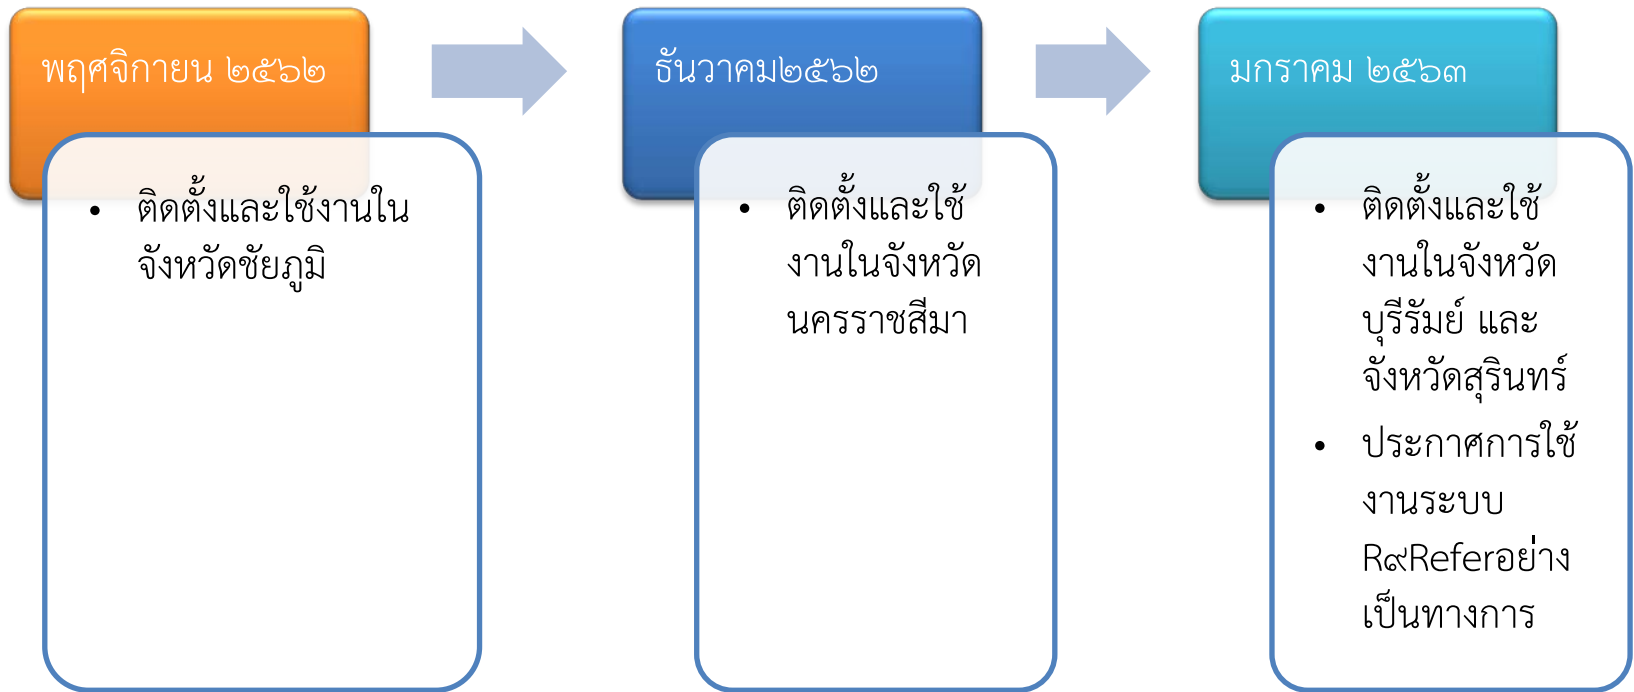 พฤศจิกายน ๒๕๖๒
• ติดตั้งและใช้งานใน
จังหวัดชัยภูมิ
ธันวาคม๒๕๖๒
• ติดตั้งและใช้
งานในจังหวัด
นครราชสีมา
มกราคม ๒๕๖๓
• ติดตั้งและใช้
งานในจังหวัด
บุรีรัมย์ และ
จังหวัดสุรินทร์
• ประกาศการใช้
งานระบบ
R๙Referอย่าง
เป็นทางการ